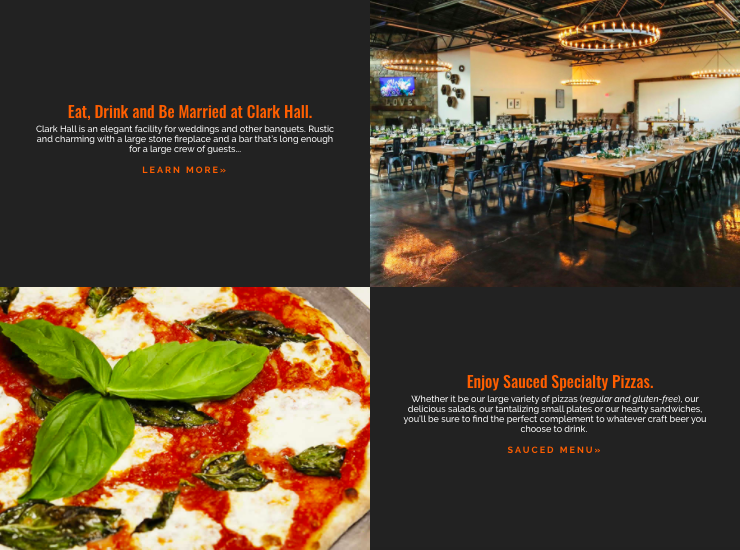 Eat, Drink and Be Married at Clark Hall.
Clark Hall is an elegant facility for weddings and other banquets. Rustic
and charming with a large stone fireplace and a bar that's long enough
for a large crew of guests...
LEARN MORE»
LOVE
Enjoy Sauced Specialty Pizzas.
Whether it be our large variety of pizzas (regular and gluten-free), our
delicious salads, our tantalizing small plates or our hearty sandwiches,
you'll be sure to find the perfect complement to whatever craft beer you
choose to drink.
SAUCED MENU»